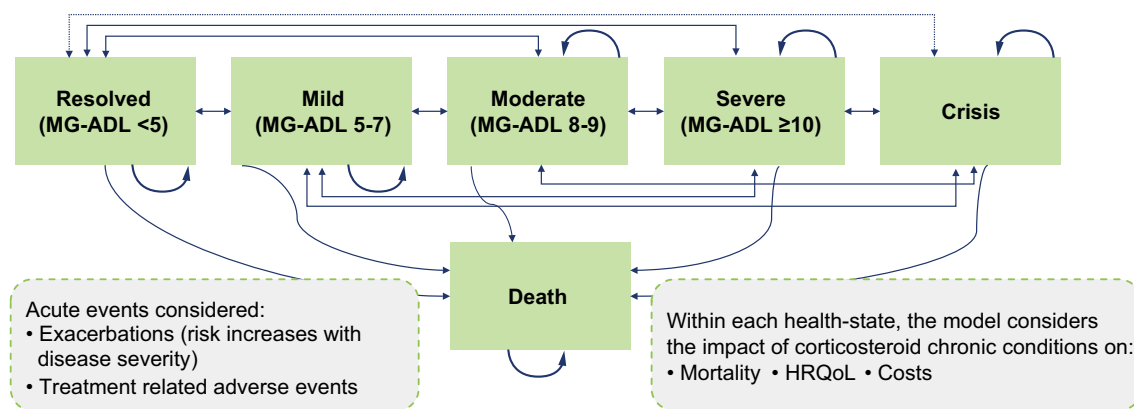 Resolved
(MG-ADL <5)
Mild
(MG-ADL 5-7)
Moderate
(MG-ADL 8-9)
Severe
(MG-ADL ≥10)
Crisis
Death
Acute events considered:
• Exacerbations (risk increases with
disease severity)
• Treatment related adverse events
Within each health-state, the model considers
the impact of corticosteroid chronic conditions on:
• Mortality • HRQoL • Costs